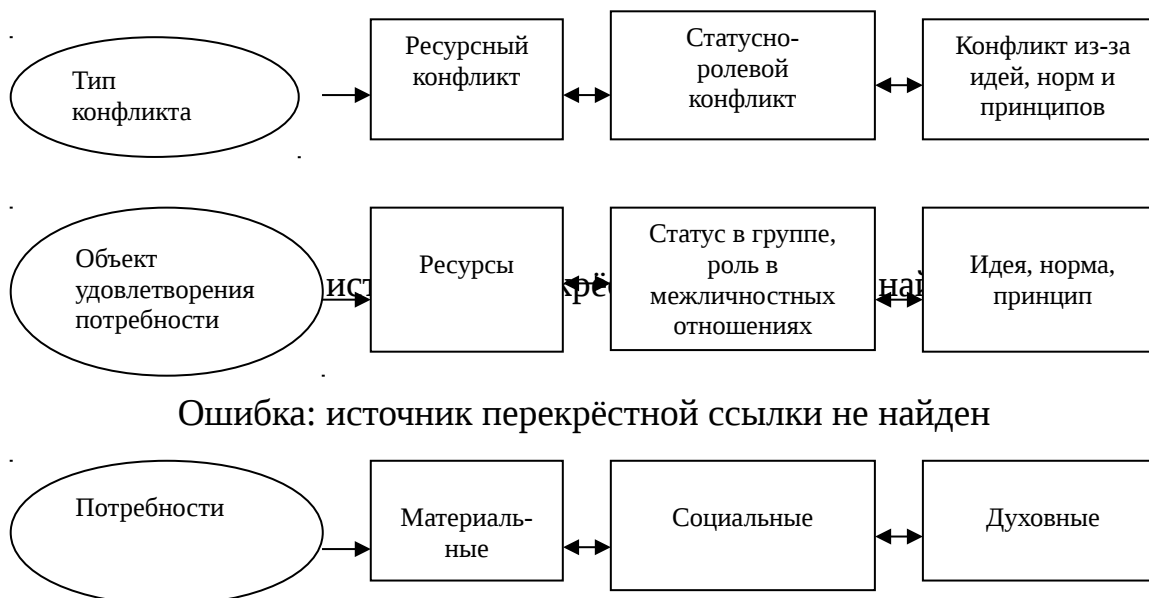 Тип
конфликта
Ресурсный
конфликт
Статусно-
ролевой
конфликт
Конфликт из-за
идей, норм и
принципов
Объект
удовлетворения
потребности
Ресурсы
Статус в группе,
роль в
межличностных
отношениях
Идея, норма,
принцип
Ошибка: источник перекрёстной ссылки не найден
Потребности
Материаль-
ные
Социальные
Духовные